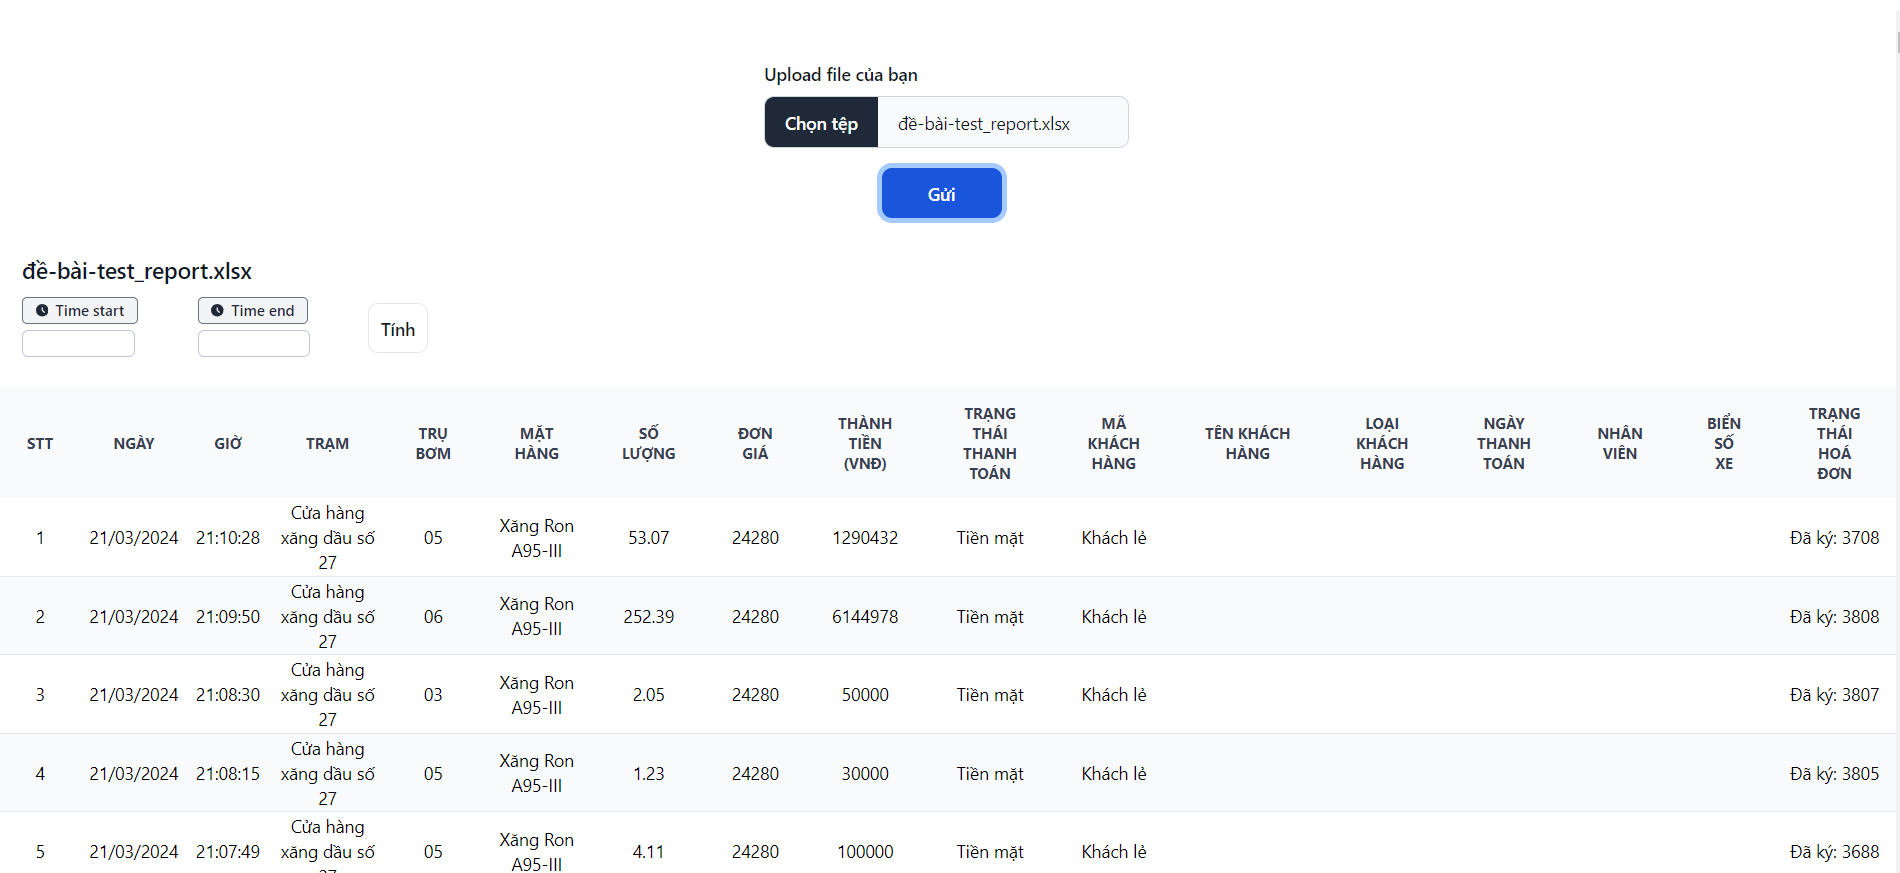 Upload file của bạn
Chọn tệp đề-bài-test_report.xlsx
Gửi
đề-bài-test_report.xlsx
Time start Time end
Tính
STT NGÀY GIỜ TRẠM TRỤ BƠM MẶT HÀNG SỐ LƯỢNG ĐƠN GIÁ THÀNH TIỀN (VNĐ) TRẠNG THÁI THANH TOÁN MÃ KHÁCH HÀNG TÊN KHÁCH HÀNG LOẠI KHÁCH HÀNG NGÀY THANH TOÁN NHÂN VIÊN BIỂN SỐ XE TRẠNG THÁI HOÁ ĐƠN
1 21/03/2024 21:10:28 Cửa hàng xăng dầu số 27 05 Xăng Ron A95-III 53.07 24280 1290432 Tiền mặt Khách lẻ Đã ký: 3708
2 21/03/2024 21:09:50 Cửa hàng xăng dầu số 27 06 Xăng Ron A95-III 252.39 24280 6144978 Tiền mặt Khách lẻ Đã ký: 3808
3 21/03/2024 21:08:30 Cửa hàng xăng dầu số 27 03 Xăng Ron A95-III 2.05 24280 50000 Tiền mặt Khách lẻ Đã ký: 3807
4 21/03/2024 21:08:15 Cửa hàng xăng dầu số 27 05 Xăng Ron A95-III 1.23 24280 30000 Tiền mặt Khách lẻ Đã ký: 3805
5 21/03/2024 21:07:49 Cửa hàng xăng dầu số 05 Xăng Ron A95-III 4.11 24280 100000 Tiền mặt Khách lẻ Đã ký: 3688